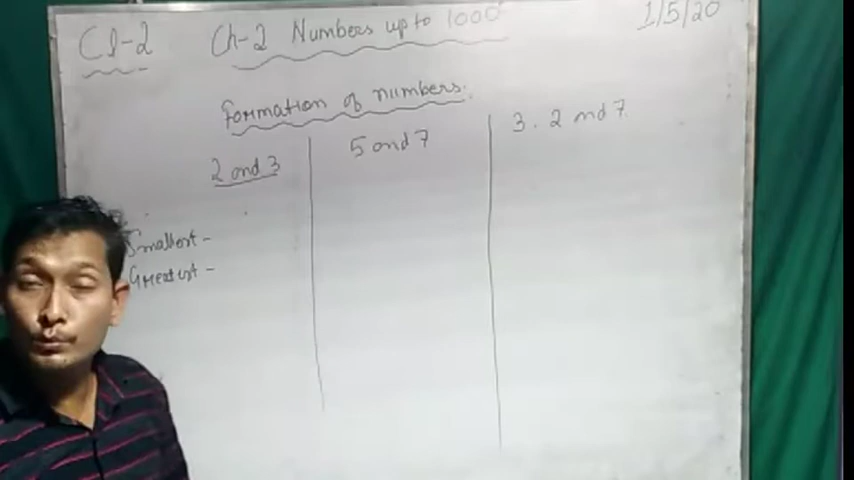 Cl-2 Ch-2 Numbers up to 1000 1/5/20
Formation of numbers.
2 and 3 5 and 7 3. 2 and 7
Smallest -
Greatest -